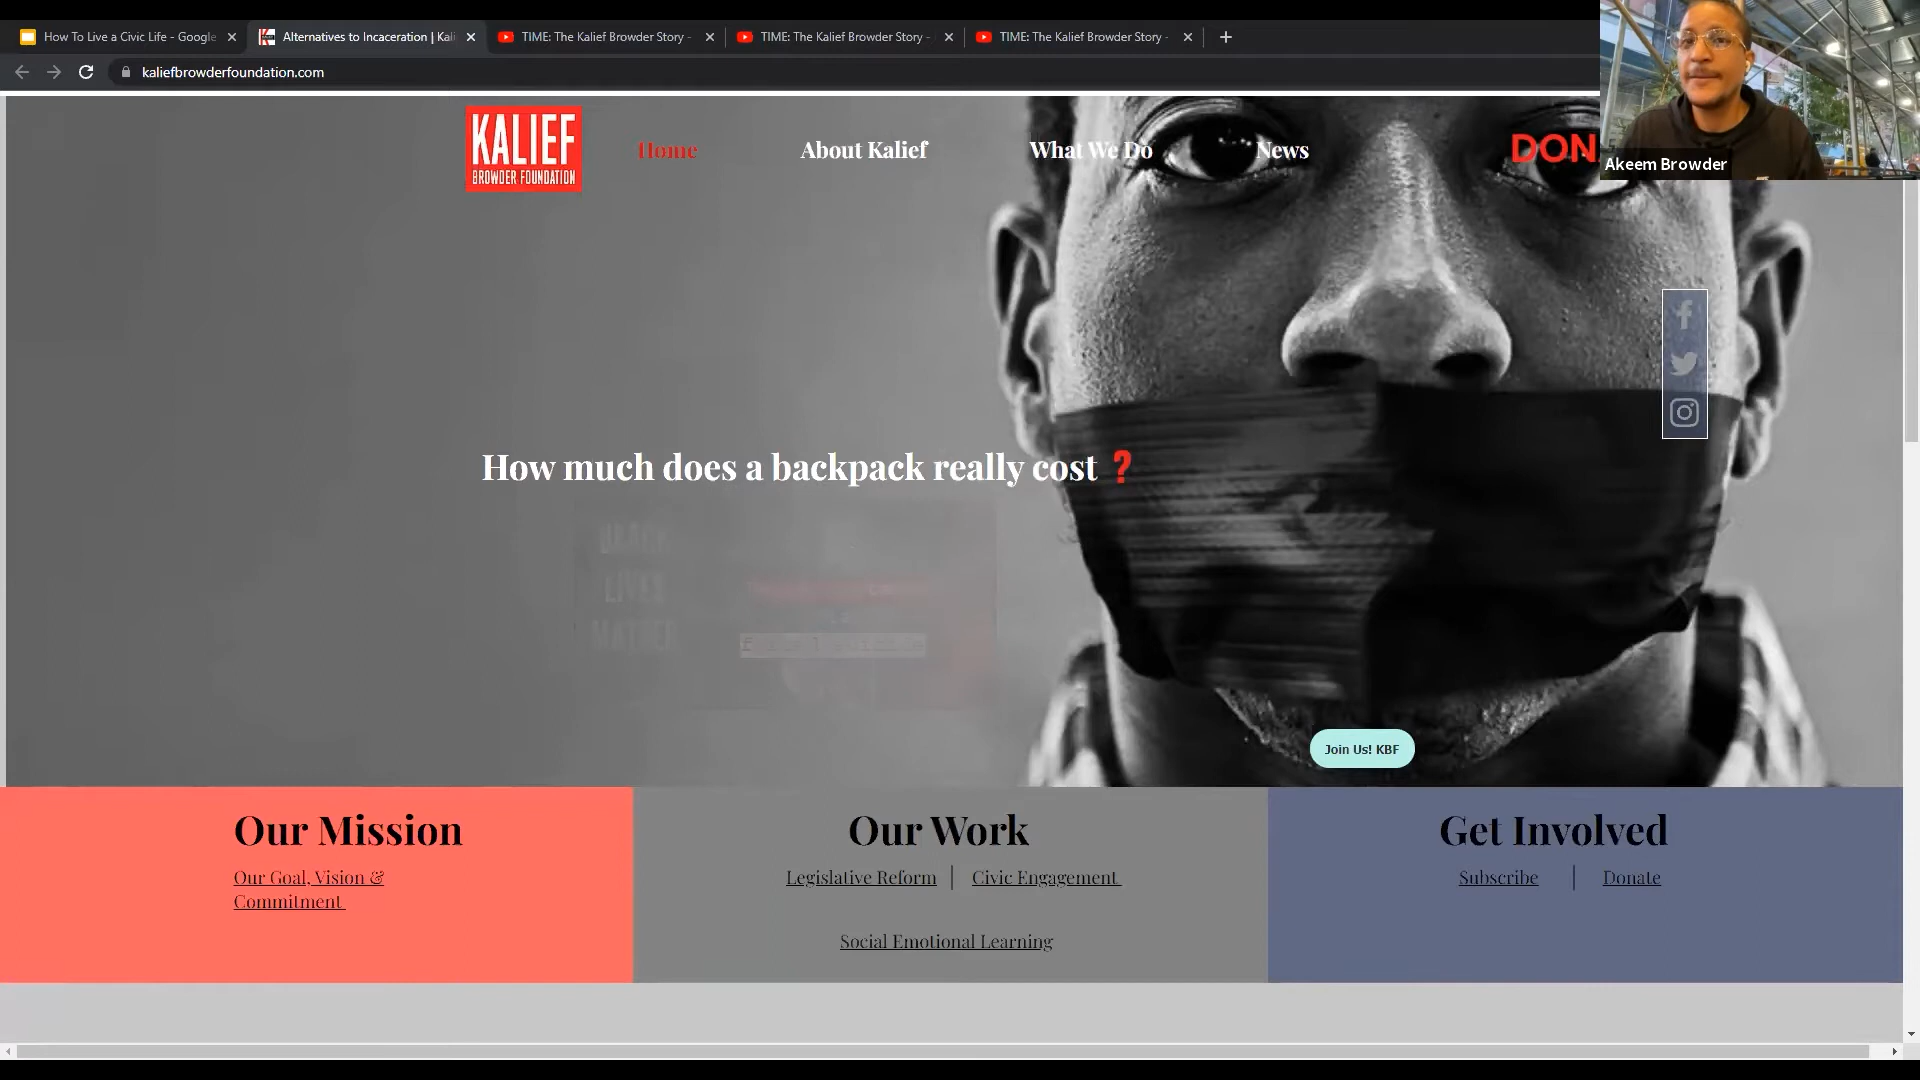 How To Live a Civic Life - Google
Alternatives to Incaceration | Kali
TIME: The Kalief Browder Story -
TIME: The Kalief Browder Story -
TIME: The Kalief Browder Story -
kaliefbrowderfoundation.com
KALIEF
BROWDER FOUNDATION
Home
About Kalief
What We Do
News
DON
Akeem Browder
How much does a backpack really cost ?
BLACK
LIVES
MATTER
Join Us! KBF
Our Mission
Our Goal, Vision &
Commitment
Our Work
Legislative Reform | Civic Engagement
Social Emotional Learning
Get Involved
Subscribe | Donate